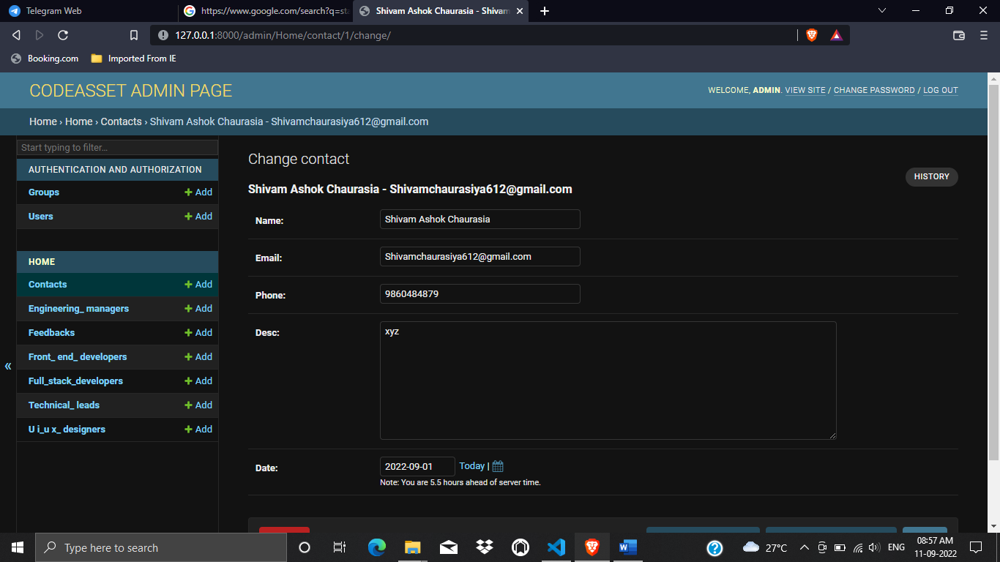 Telegram Web
https://www.google.com/search?q=sta
Shivam Ashok Chaurasia - Shivam
127.0.0.1:8000/admin/Home/contact/1/change/
Booking.com
Imported From IE
CODEASSET ADMIN PAGE
WELCOME, ADMIN. VIEW SITE / CHANGE PASSWORD / LOG OUT
Home › Home › Contacts › Shivam Ashok Chaurasia - Shivamchaurasiya612@gmail.com
Start typing to filter...
AUTHENTICATION AND AUTHORIZATION
Groups + Add
Users + Add
HOME
Contacts + Add
Engineering_ managers + Add
Feedbacks + Add
Front_ end_ developers + Add
Full_stack_developers + Add
Technical_ leads + Add
U i_u x_ designers + Add
«
Change contact
HISTORY
Shivam Ashok Chaurasia - Shivamchaurasiya612@gmail.com
Name: Shivam Ashok Chaurasia
Email: Shivamchaurasiya612@gmail.com
Phone: 9860484879
Desc: xyz
Date: 2022-09-01 Today |
Note: You are 5.5 hours ahead of server time.
Type here to search
27°C
ENG
08:57 AM
11-09-2022